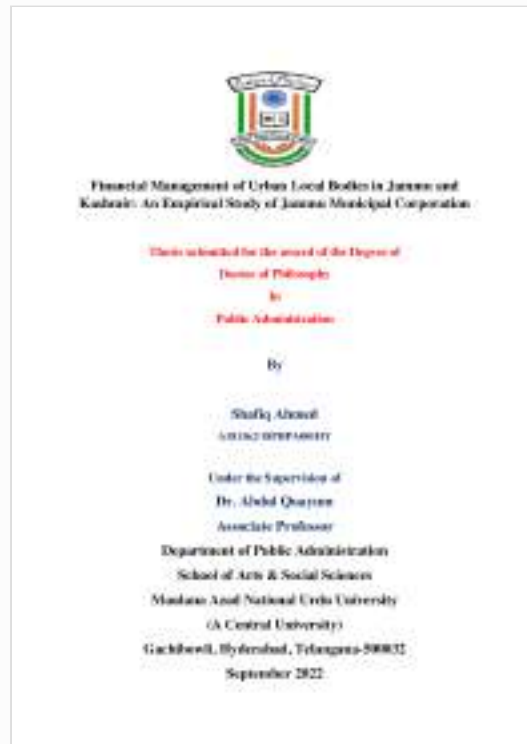 Financial Management of Urban Local Bodies in Jammu and
Kashmir: An Empirical Study of Jammu Municipal Corporation
Thesis submitted for the award of the Degree of
Doctor of Philosophy
In
Public Administration
By
Shafiq Ahmed
Under the Supervision of
Dr. Abdul Quayum
Associate Professor
Department of Public Administration
School of Arts & Social Sciences
Maulana Azad National Urdu University
(A Central University)
Gachibowli, Hyderabad, Telangana-500032
September 2022